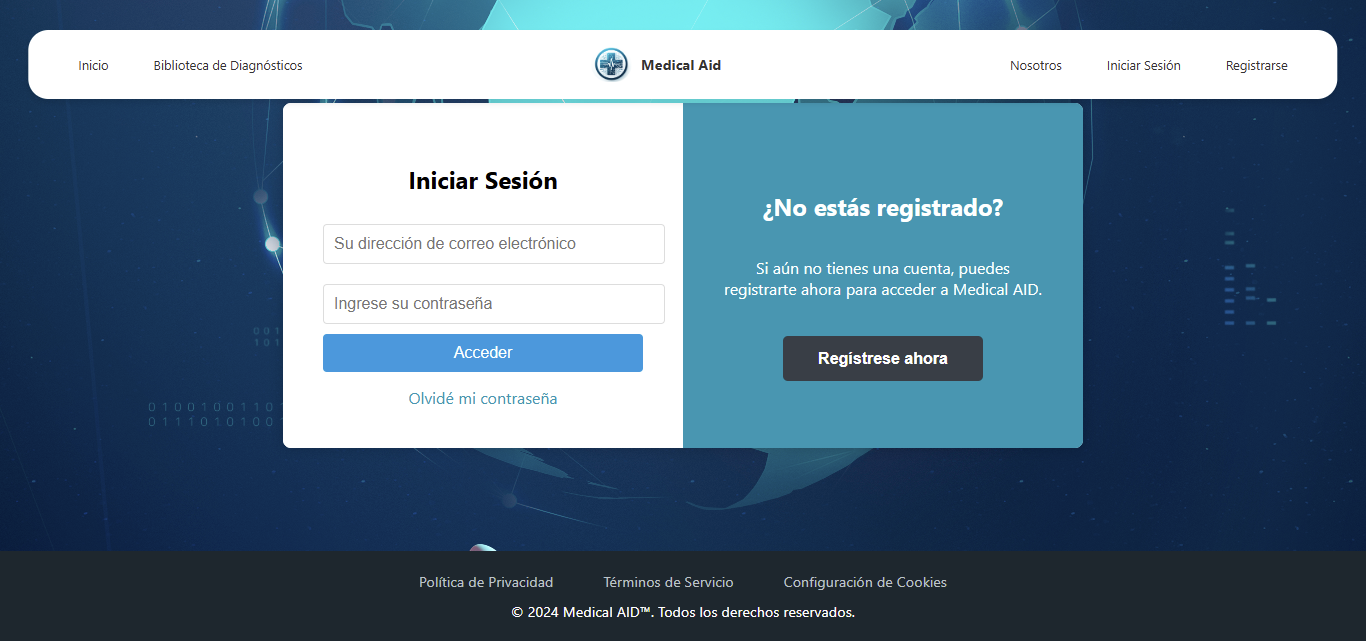 Inicio
Biblioteca de Diagnósticos
Medical Aid
Nosotros
Iniciar Sesión
Registrarse
Iniciar Sesión
Su dirección de correo electrónico
Ingrese su contraseña
Acceder
Olvidé mi contraseña
¿No estás registrado?
Si aún no tienes una cuenta, puedes
registrarte ahora para acceder a Medical AID.
Regístrese ahora
001
101
0100100110
0111010100
Política de Privacidad
Términos de Servicio
Configuración de Cookies
© 2024 Medical AID™. Todos los derechos reservados.